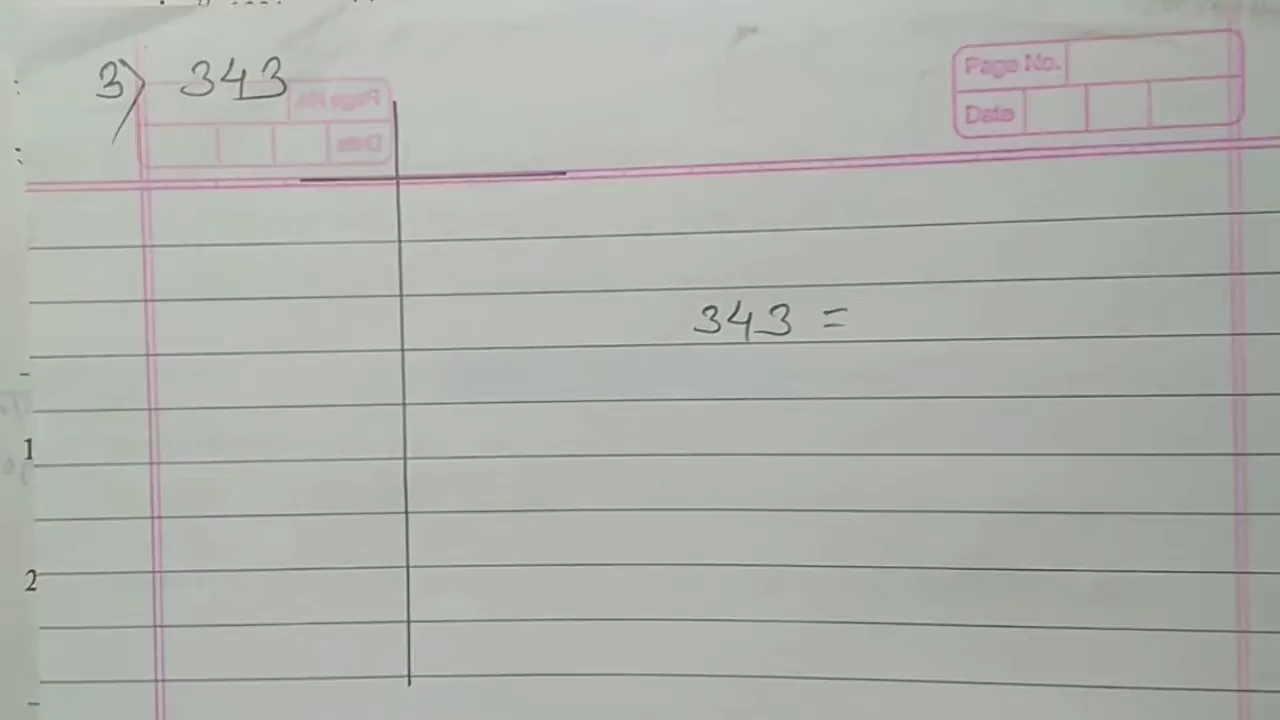 3) 343
Page No.
Date
343 =
1
2